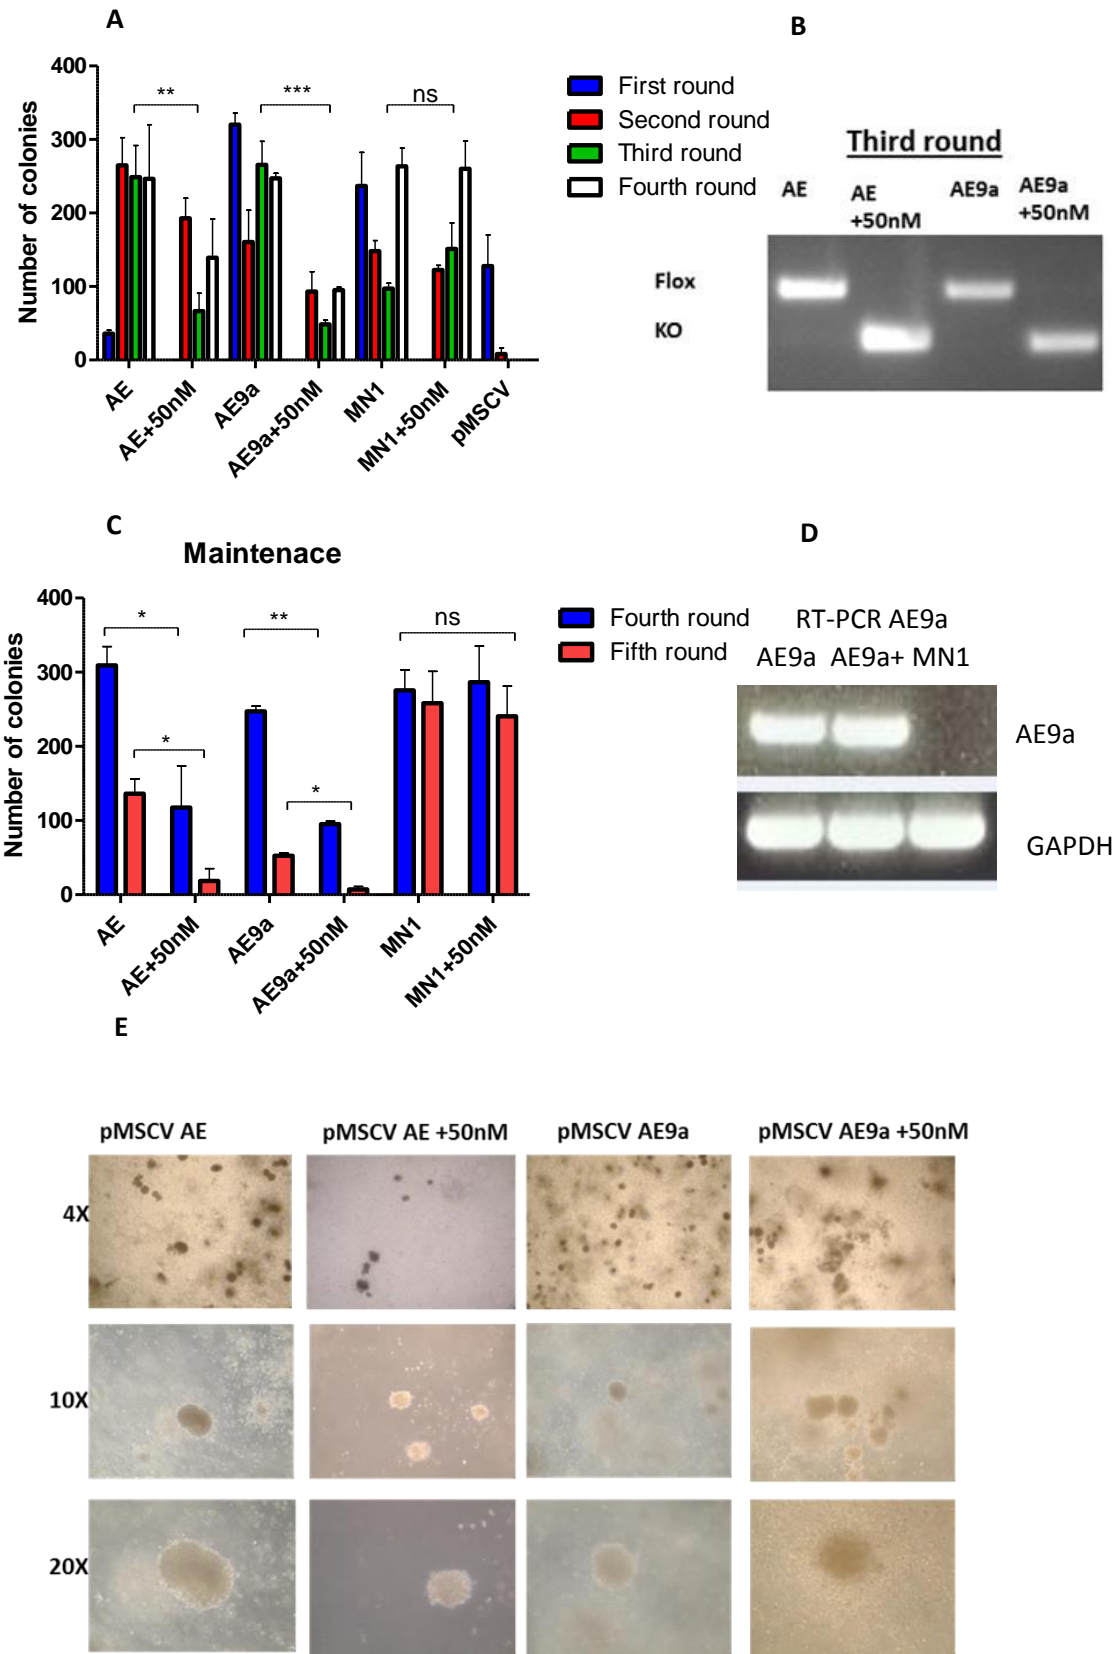 A
400
300
200
100
0
Number of colonies
**
***
ns
AE
AE+50nM
AE9a
AE9a+50nM
MN1
MN1+50nM
pMSCV
First round
Second round
Third round
Fourth round
B
Third round
AE
AE
+50nM
AE9a
AE9a
+50nM
Flox
KO
C
Maintenace
400
300
200
100
0
Number of colonies
*
*
**
*
ns
AE
AE+50nM
AE9a
AE9a+50nM
MN1
MN1+50nM
Fourth round
Fifth round
D
RT-PCR AE9a
AE9a AE9a+ MN1
AE9a
GAPDH
E
pMSCV AE
pMSCV AE +50nM
pMSCV AE9a
pMSCV AE9a +50nM
4X
10X
20X